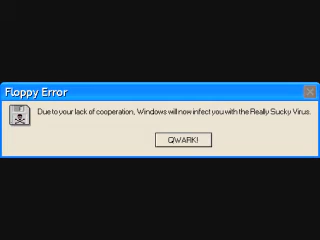 Floppy Error
Due to your lack of cooperation, Windows will now infect you with the Really Sucky Virus.
QWARK!